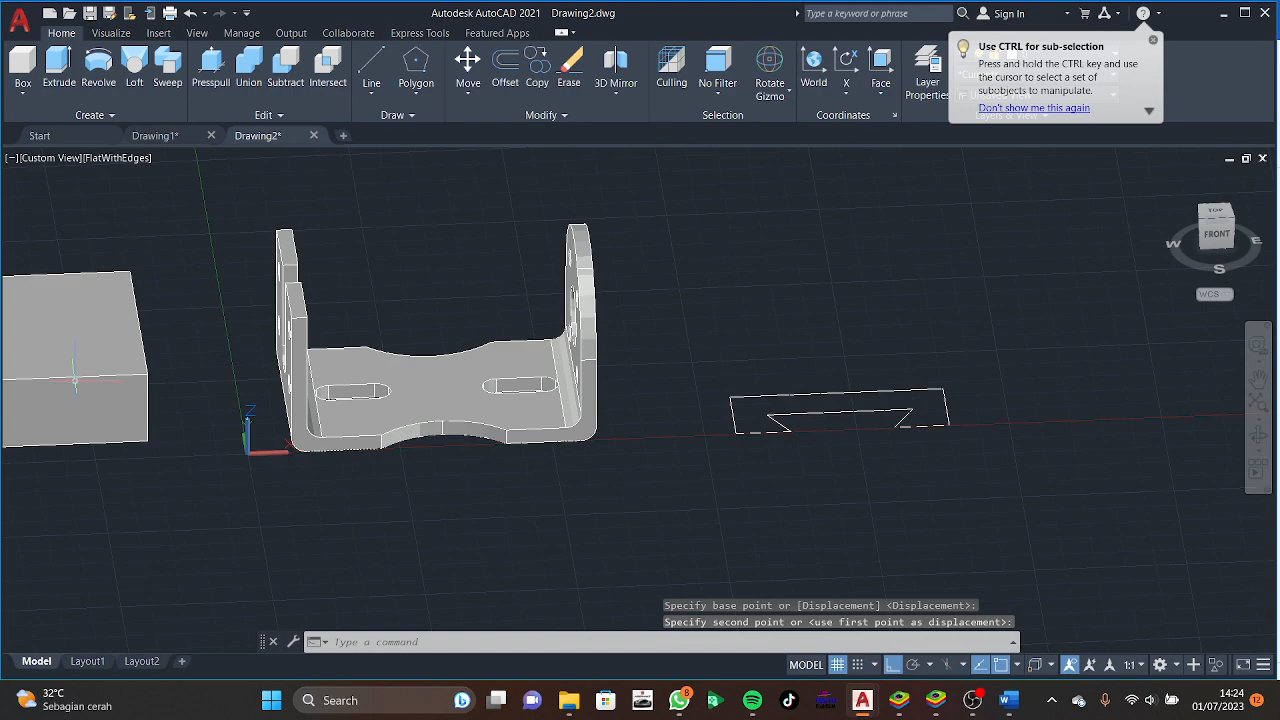 Autodesk AutoCAD 2021 Drawing2.dwg
Type a keyword or phrase
Sign In
Home Visualize Insert View Manage Output Collaborate Express Tools Featured Apps
Use CTRL for sub-selection
Press and hold the CTRL key and use
the cursor to select a set of
subobjects to manipulate.
Don't show me this again
Box Extrude Revolve Loft Sweep Presspull Union Subtract Intersect Line Polygon Move Offset Copy Erase 3D Mirror Culling No Filter Rotate
Gizmo World X Face Layer
Properties
Create Edit Draw Modify Selection Coordinates Layers & View
Start Drawing1* Drawing2*
[−][Custom View][FlatWithEdges]
TOP
FRONT
W E
S
WCS
Z
X
Specify base point or [Displacement] <Displacement>:
Specify second point or <use first point as displacement>:
Type a command
Model Layout1 Layout2
MODEL 1:1
32°C
Sebagian cerah
Search
8
14:24
01/07/2023
12